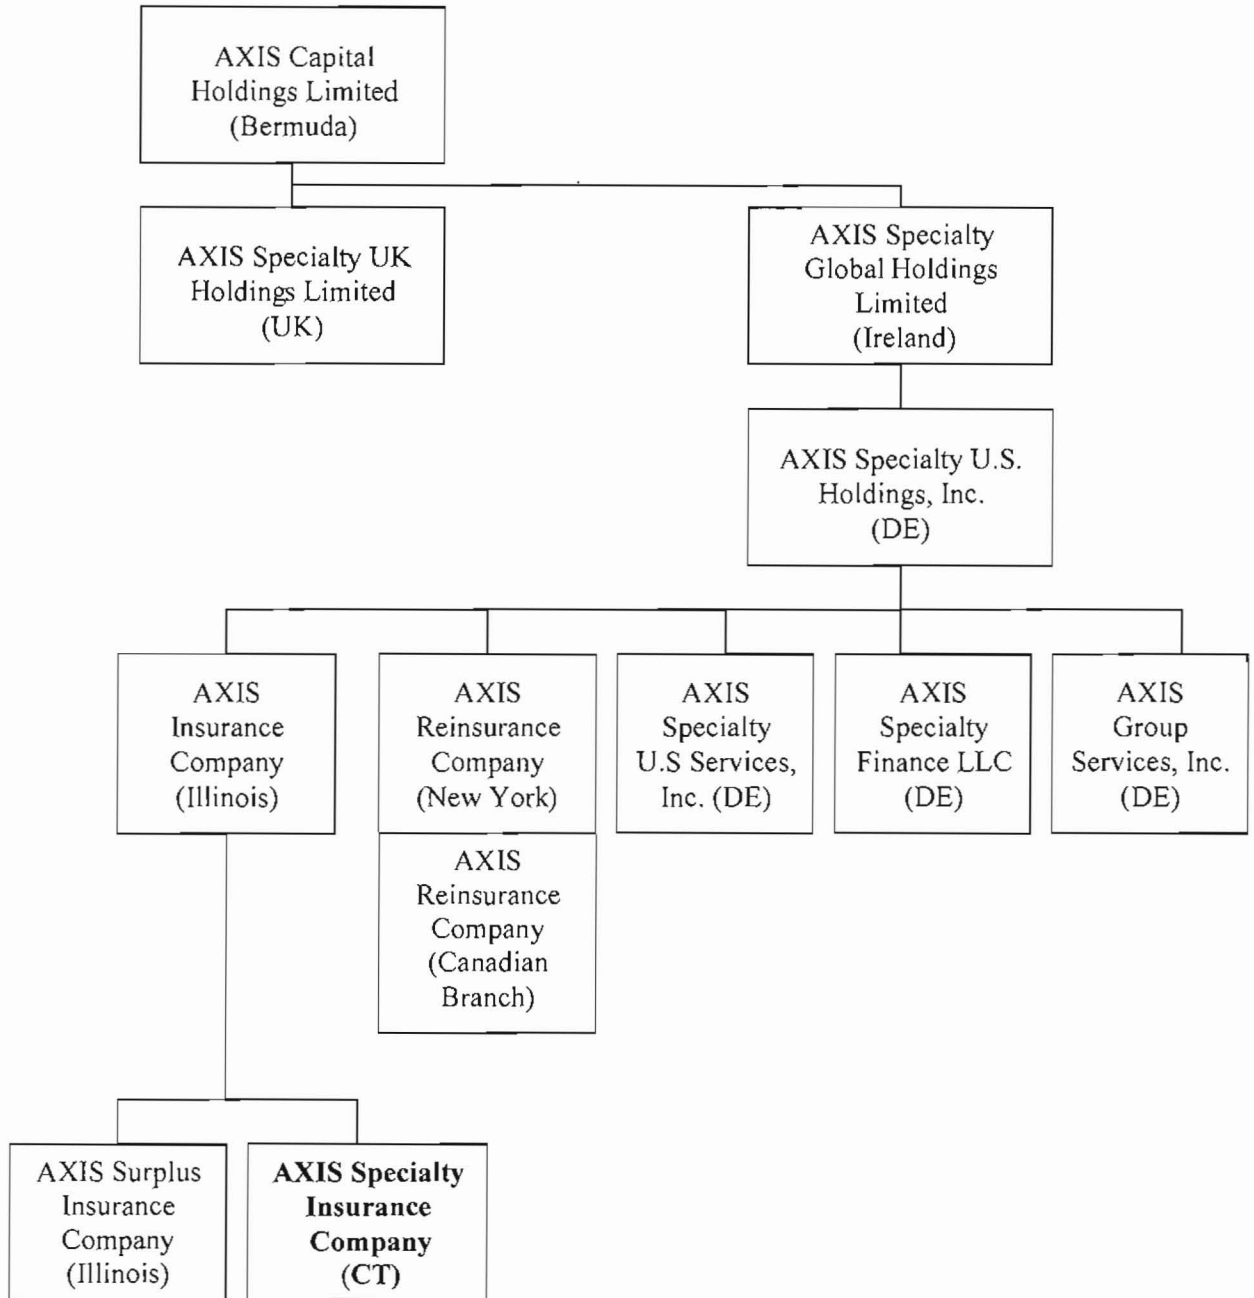 AXIS Capital
Holdings Limited
(Bermuda)
AXIS Specialty UK
Holdings Limited
(UK)
AXIS Specialty
Global Holdings
Limited
(Ireland)
AXIS Specialty U.S.
Holdings, Inc.
(DE)
AXIS
Insurance
Company
(Illinois)
AXIS
Reinsurance
Company
(New York)
AXIS
Specialty
U.S Services,
Inc. (DE)
AXIS
Specialty
Finance LLC
(DE)
AXIS
Group
Services, Inc.
(DE)
AXIS
Reinsurance
Company
(Canadian
Branch)
AXIS Surplus
Insurance
Company
(Illinois)
AXIS Specialty
Insurance
Company
(CT)